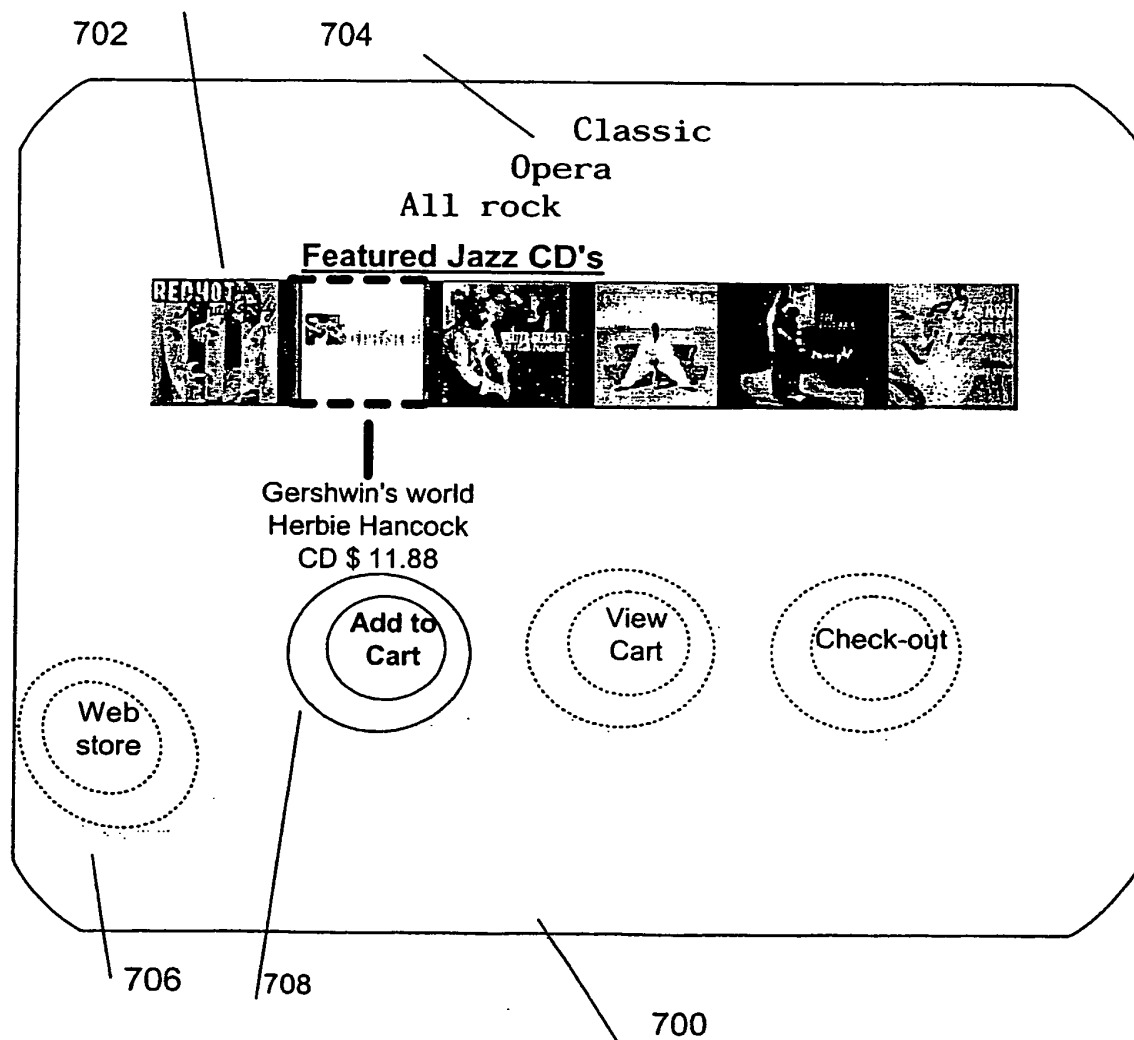 702
704
Classic
Opera
All rock
Featured Jazz CD's
REDHOT
Gershwin's world
Herbie Hancock
CD $ 11.88
Add to
Cart
View
Cart
Check-out
Web
store
706
708
700